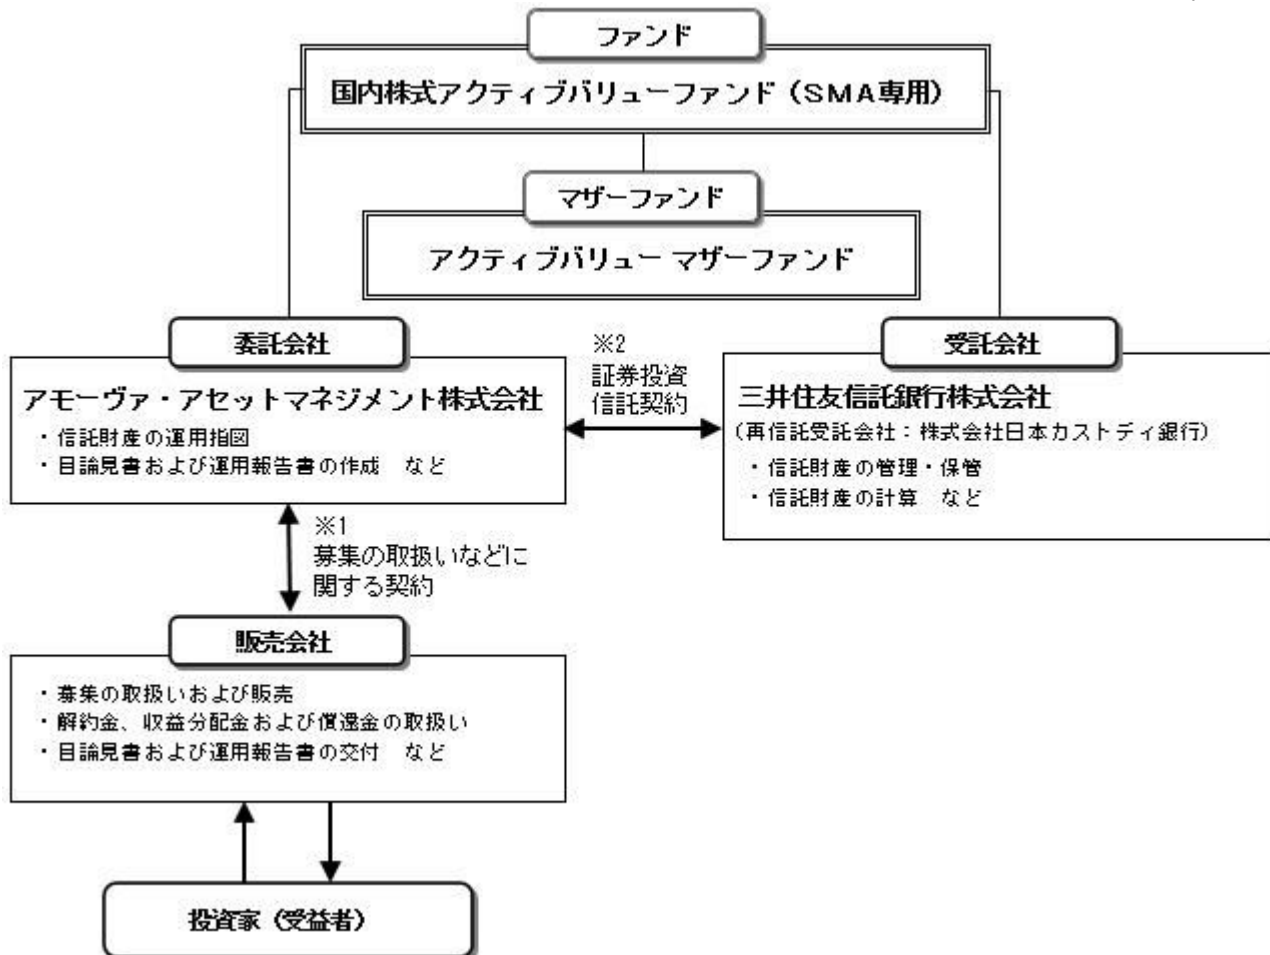 ファンド
国内株式アクティブバリューファンド（ＳＭＡ専用）
マザーファンド
アクティブバリュー マザーファンド
委託会社
アモーヴァ・アセットマネジメント株式会社
・信託財産の運用指図
・目論見書および運用報告書の作成　など
※2
証券投資
信託契約
受託会社
三井住友信託銀行株式会社
（再信託受託会社：株式会社日本カストディ銀行）
・信託財産の管理・保管
・信託財産の計算　など
※1
募集の取扱いなどに
関する契約
販売会社
・募集の取扱いおよび販売
・解約金、収益分配金および償還金の取扱い
・目論見書および運用報告書の交付　など
投資家（受益者）